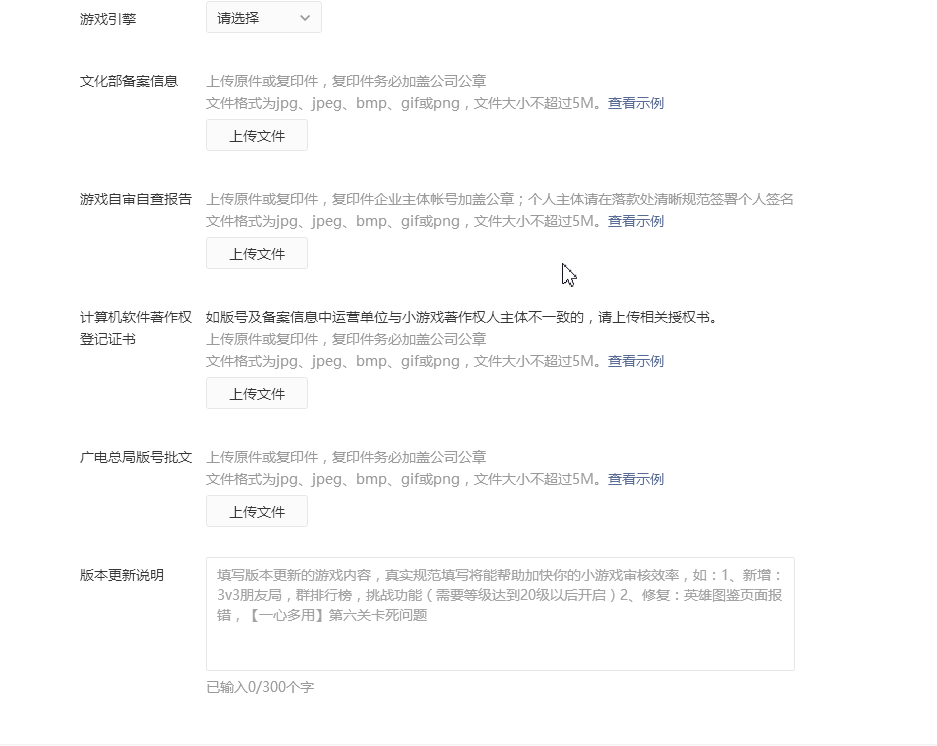 游戏引擎
请选择
文化部备案信息
上传原件或复印件，复印件务必加盖公司公章
文件格式为jpg、jpeg、bmp、gif或png，文件大小不超过5M。查看示例
上传文件
游戏自审自查报告
上传原件或复印件，复印件企业主体帐号加盖公章；个人主体请在落款处清晰规范签署个人签名
文件格式为jpg、jpeg、bmp、gif或png，文件大小不超过5M。查看示例
上传文件
计算机软件著作权
登记证书
如版号及备案信息中运营单位与小游戏著作权人主体不一致的，请上传相关授权书。
上传原件或复印件，复印件务必加盖公司公章
文件格式为jpg、jpeg、bmp、gif或png，文件大小不超过5M。查看示例
上传文件
广电总局版号批文
上传原件或复印件，复印件务必加盖公司公章
文件格式为jpg、jpeg、bmp、gif或png，文件大小不超过5M。查看示例
上传文件
版本更新说明
填写版本更新的游戏内容，真实规范填写将能帮助加快你的小游戏审核效率，如：1、新增：
3v3朋友局，群排行榜，挑战功能（需要等级达到20级以后开启）2、修复：英雄图鉴页面报
错，【一心多用】第六关卡死问题
已输入0/300个字